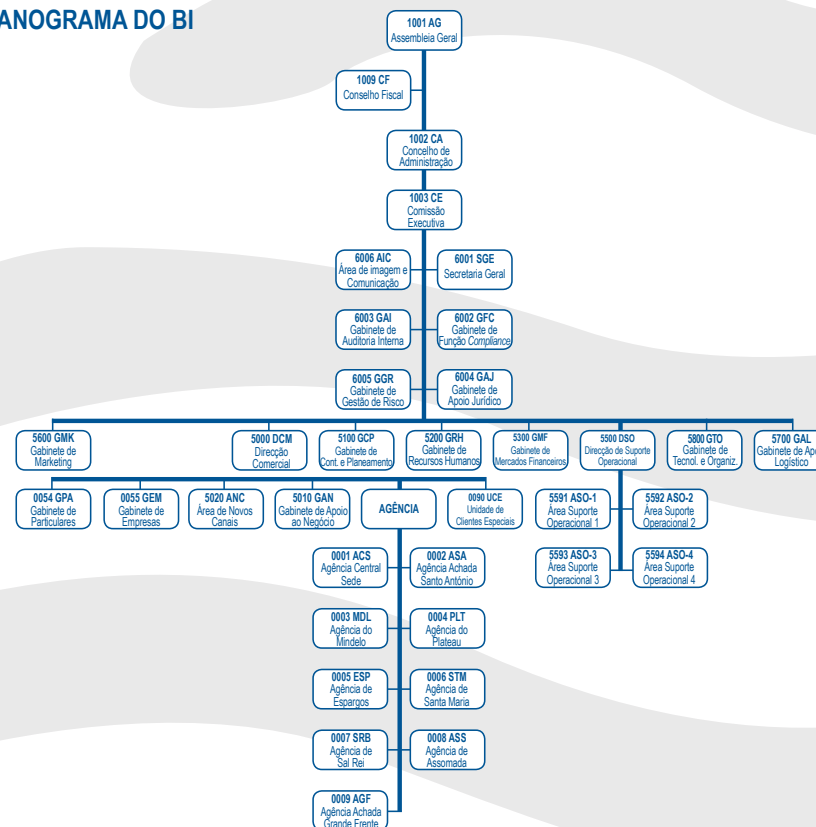 ANOGRAMA DO BI
1001 AG
Assembleia Geral
1009 CF
Conselho Fiscal
1002 CA
Concelho de
Administração
1003 CE
Comissão
Executiva
6006 AIC
Área de imagem e
Comunicação
6001 SGE
Secretaria Geral
6003 GAI
Gabinete de
Auditoria Interna
6002 GFC
Gabinete de
Função Compliance
6005 GGR
Gabinete de
Gestão de Risco
6004 GAJ
Gabinete de
Apoio Jurídico
5600 GMK
Gabinete de
Marketing
5000 DCM
Direcção
Comercial
5100 GCP
Gabinete de
Cont. e Planeamento
5200 GRH
Gabinete de
Recursos Humanos
5300 GMF
Gabinete de
Mercados Financeiros
5500 DSO
Direcção de Suporte
Operacional
5800 GTO
Gabinete de
Tecnol. e Organiz.
5700 GAL
Gabinete de Apo
Logístico
0054 GPA
Gabinete de
Particulares
0055 GEM
Gabinete de
Empresas
5020 ANC
Área de Novos
Canais
5010 GAN
Gabinete de Apoio
ao Negócio
AGÊNCIA
0090 UCE
Unidade de
Clientes Especiais
5591 ASO-1
Área Suporte
Operacional 1
5592 ASO-2
Área Suporte
Operacional 2
5593 ASO-3
Área Suporte
Operacional 3
5594 ASO-4
Área Suporte
Operacional 4
0001 ACS
Agência Central
Sede
0002 ASA
Agência Achada
Santo António
0003 MDL
Agência do
Mindelo
0004 PLT
Agência do
Plateau
0005 ESP
Agência de
Espargos
0006 STM
Agência de
Santa Maria
0007 SRB
Agência de
Sal Rei
0008 ASS
Agência de
Assomada
0009 AGF
Agência Achada
Grande Frente